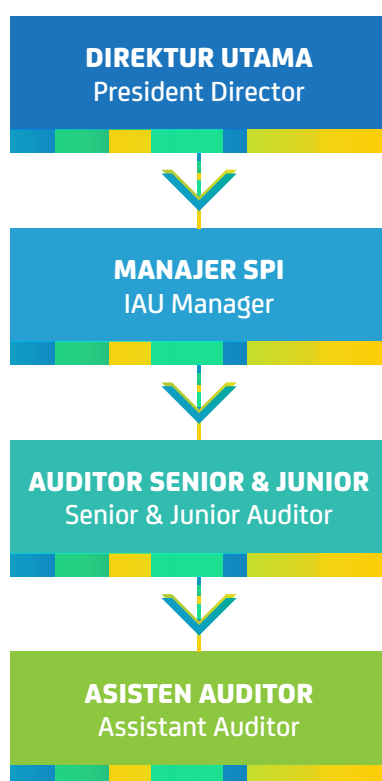 DIREKTUR UTAMA
President Director
MANAJER SPI
IAU Manager
AUDITOR SENIOR & JUNIOR
Senior & Junior Auditor
ASISTEN AUDITOR
Assistant Auditor